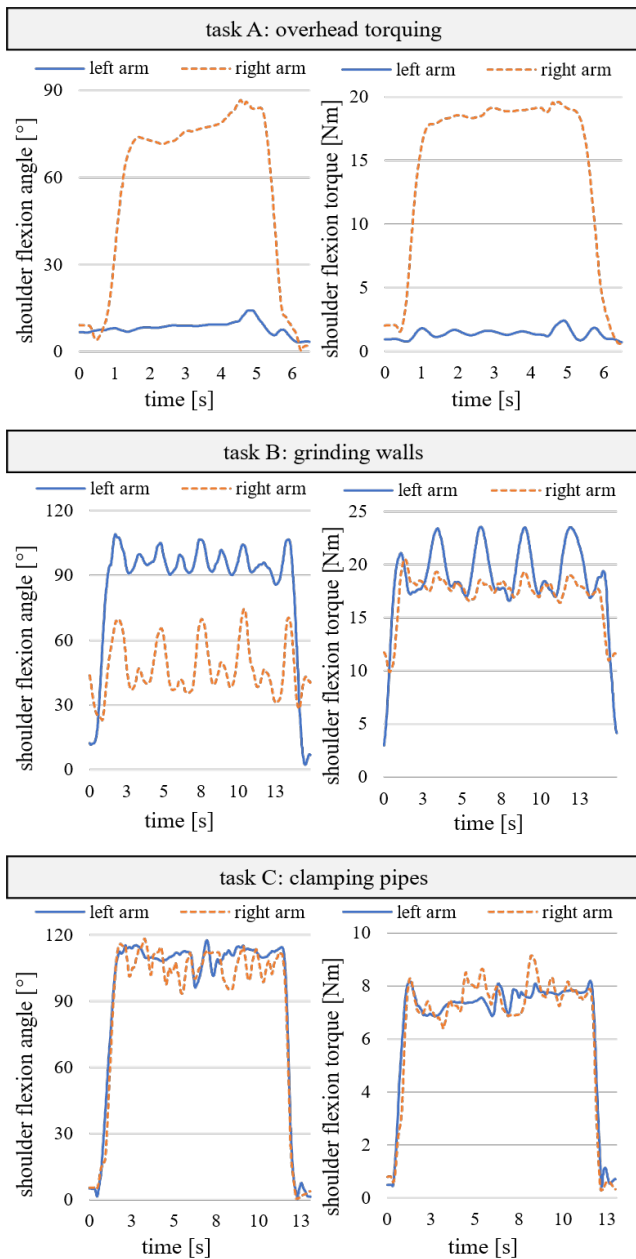 task A: overhead torquing
left arm right arm
left arm right arm
shoulder flexion angle [°]
90
60
30
0
0 1 2 3 4 5 6
time [s]
shoulder flexion torque [Nm]
20
15
10
5
0
0 1 2 3 4 5 6
time [s]
task B: grinding walls
left arm right arm
left arm right arm
shoulder flexion angle [°]
120
90
60
30
0
0 3 5 8 10 13
time [s]
shoulder flexion torque [Nm]
25
20
15
10
5
0
0 3 5 8 10 13
time [s]
task C: clamping pipes
left arm right arm
left arm right arm
shoulder flexion angle [°]
120
90
60
30
0
0 3 5 8 10 13
time [s]
shoulder flexion torque [Nm]
10
8
6
4
2
0
0 3 5 8 10 13
time [s]